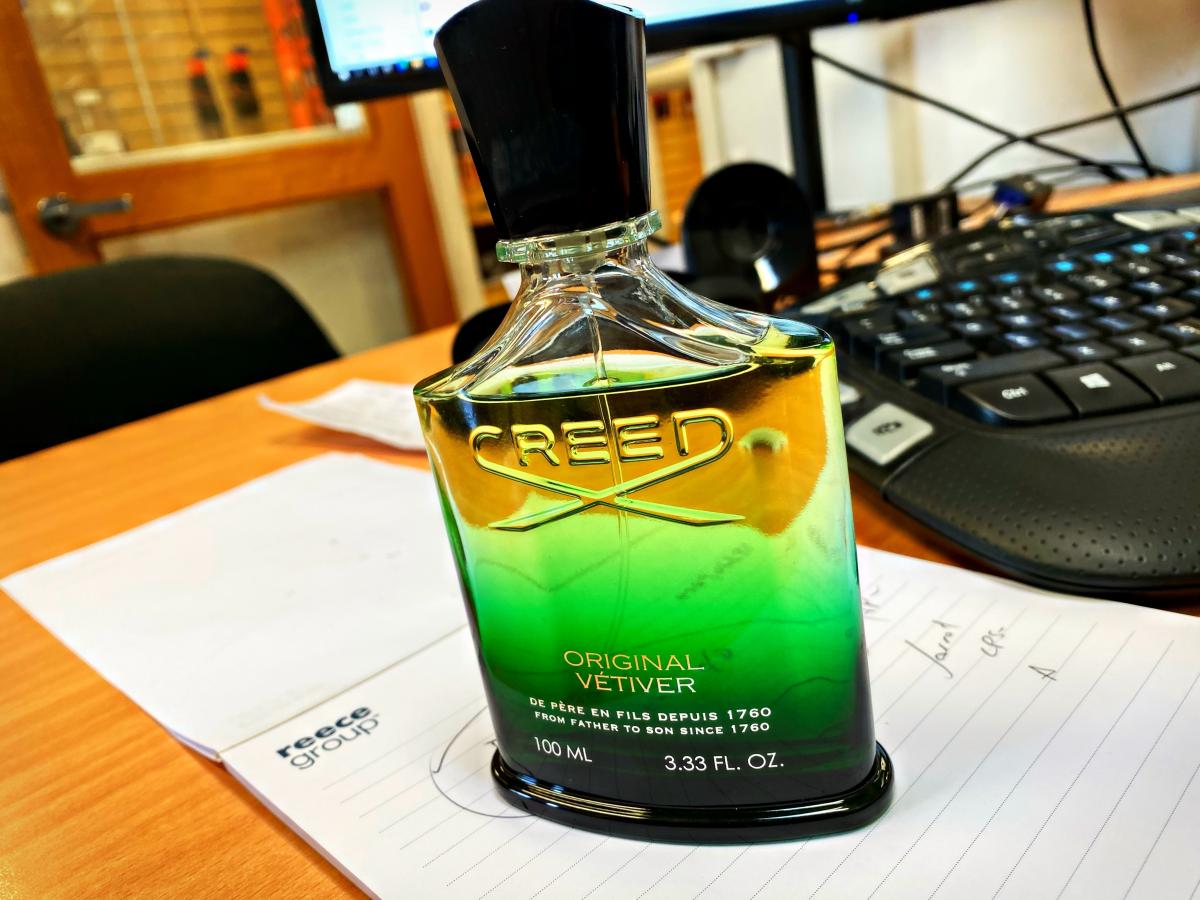 CREED
ORIGINAL
VÉTIVER
DE PÈRE EN FILS DEPUIS 1760
FROM FATHER TO SON SINCE 1760
100 ML
3.33 FL. OZ.
reece
group
Ctrl
Alt